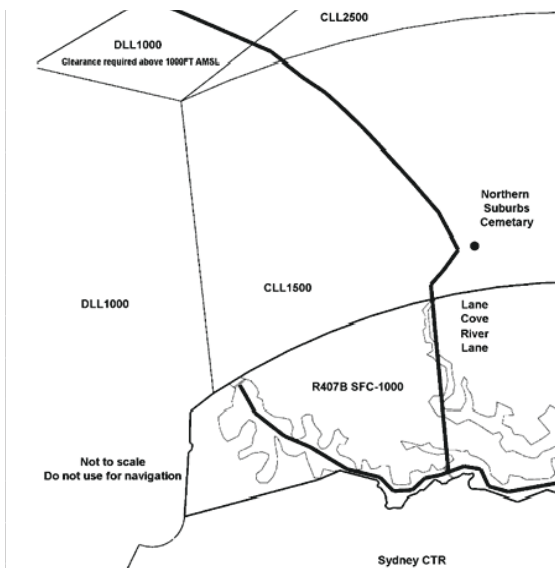 CLL2500
DLL1000
Clearance required above 1000FT AMSL
Northern
Suburbs
Cemetary
DLL1000
CLL1500
Lane
Cove
River
Lane
R407B SFC-1000
Not to scale
Do not use for navigation
Sydney CTR